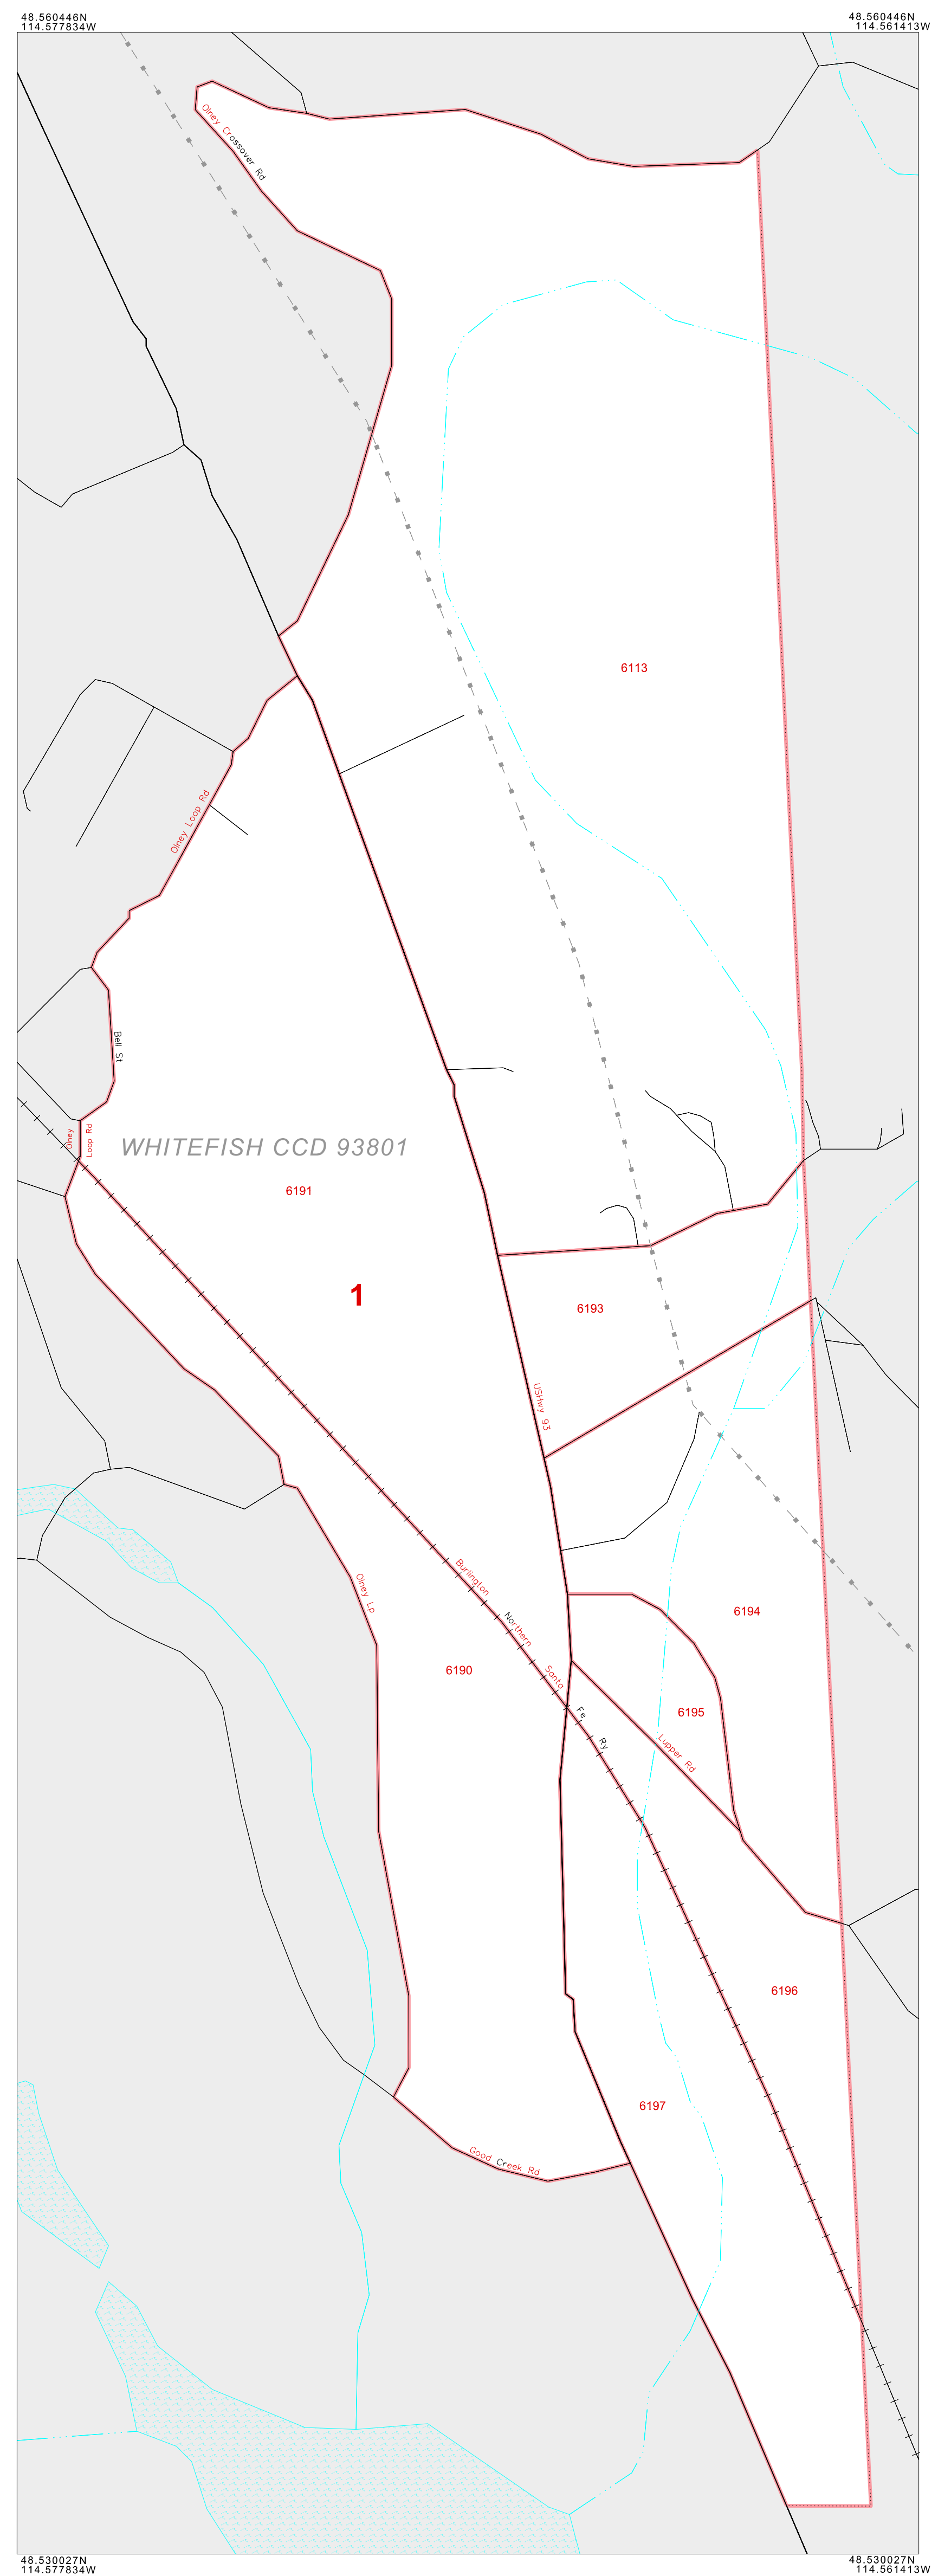 48.560446N
114.577834W
48.560446N
114.561413W
Olney Crossover Rd
6113
Olney Loop Rd
Bell St
Olney
Loop Rd
WHITEFISH CCD 93801
6191
1
6193
USHwy 93
Burlington
Northern
Santa
Fe
Ry
Olney Lp
6190
6194
6195
Lupper Rd
6196
6197
Good Creek Rd
48.530027N
114.577834W
48.530027N
114.561413W